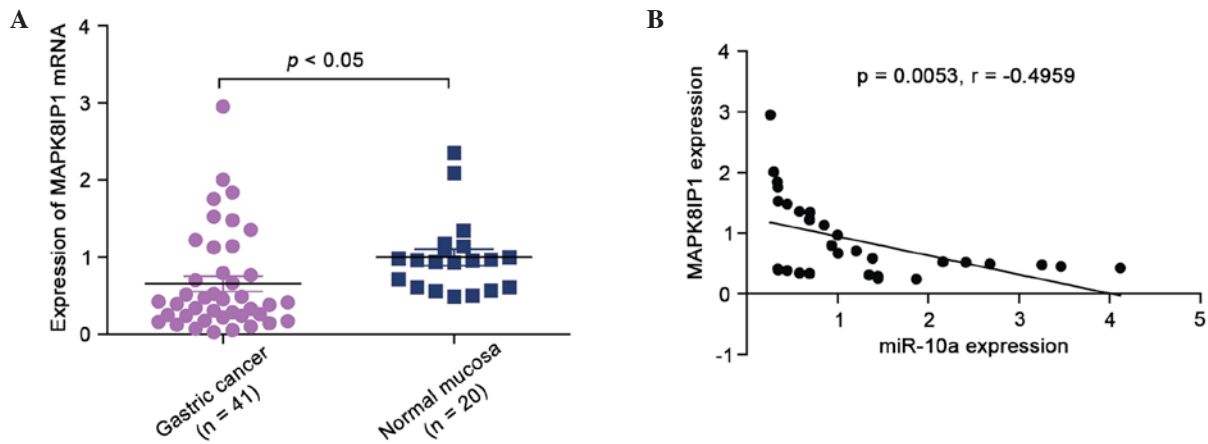 A
Expression of MAPK8IP1 mRNA
4
3
2
1
0
p < 0.05
Gastric cancer
(n = 41)
Normal mucosa
(n = 20)
B
MAPK8IP1 expression
4
3
2
1
0
-1
p = 0.0053, r = -0.4959
1 2 3 4 5
miR-10a expression